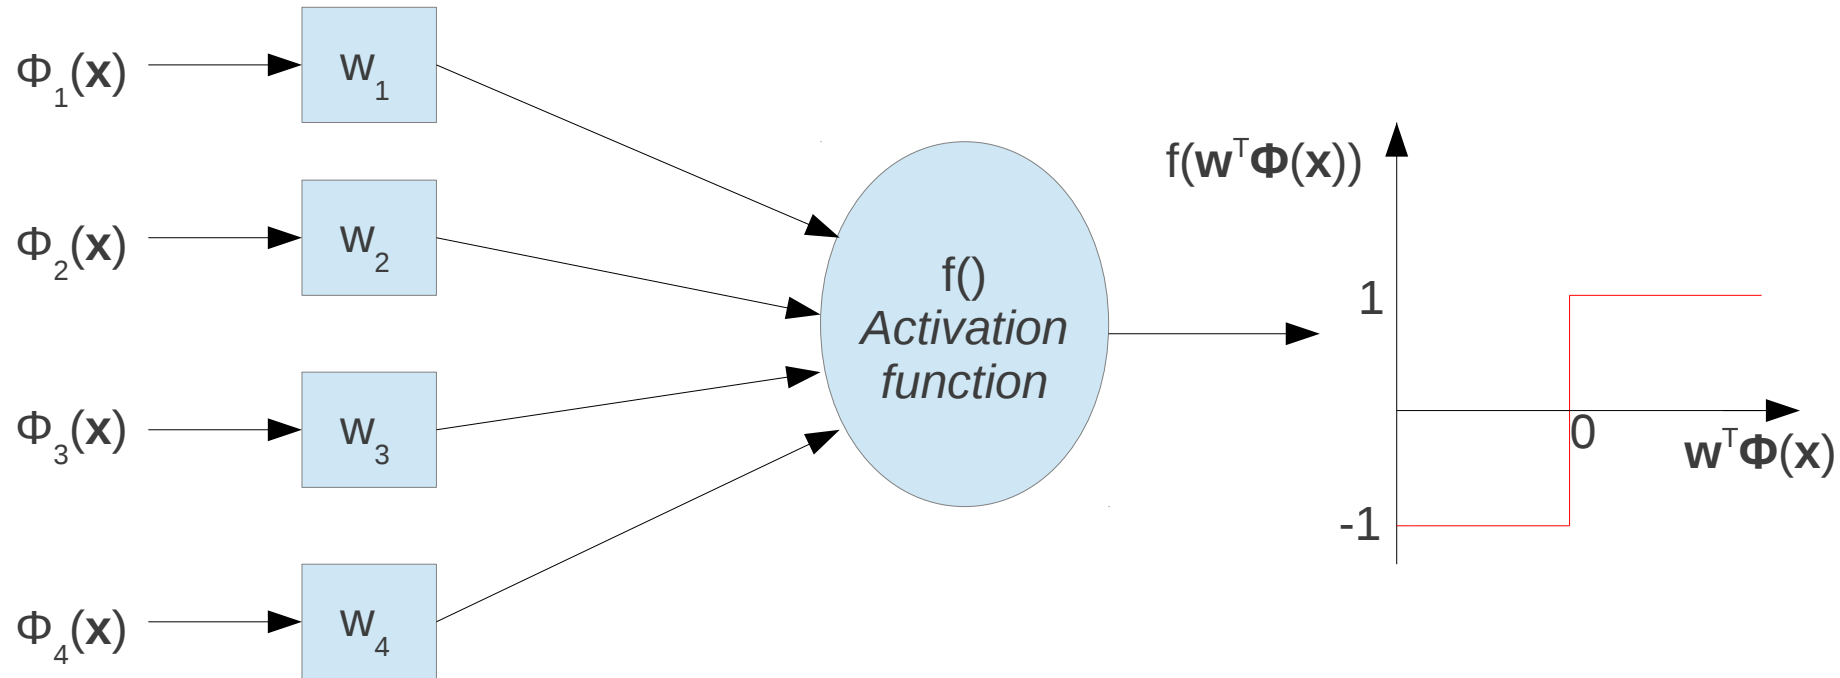 Φ₁(x)
w₁
Φ₂(x)
w₂
Φ₃(x)
w₃
Φ₄(x)
w₄
f()
Activation
function
f(wᵀΦ(x))
1
0
wᵀΦ(x)
-1